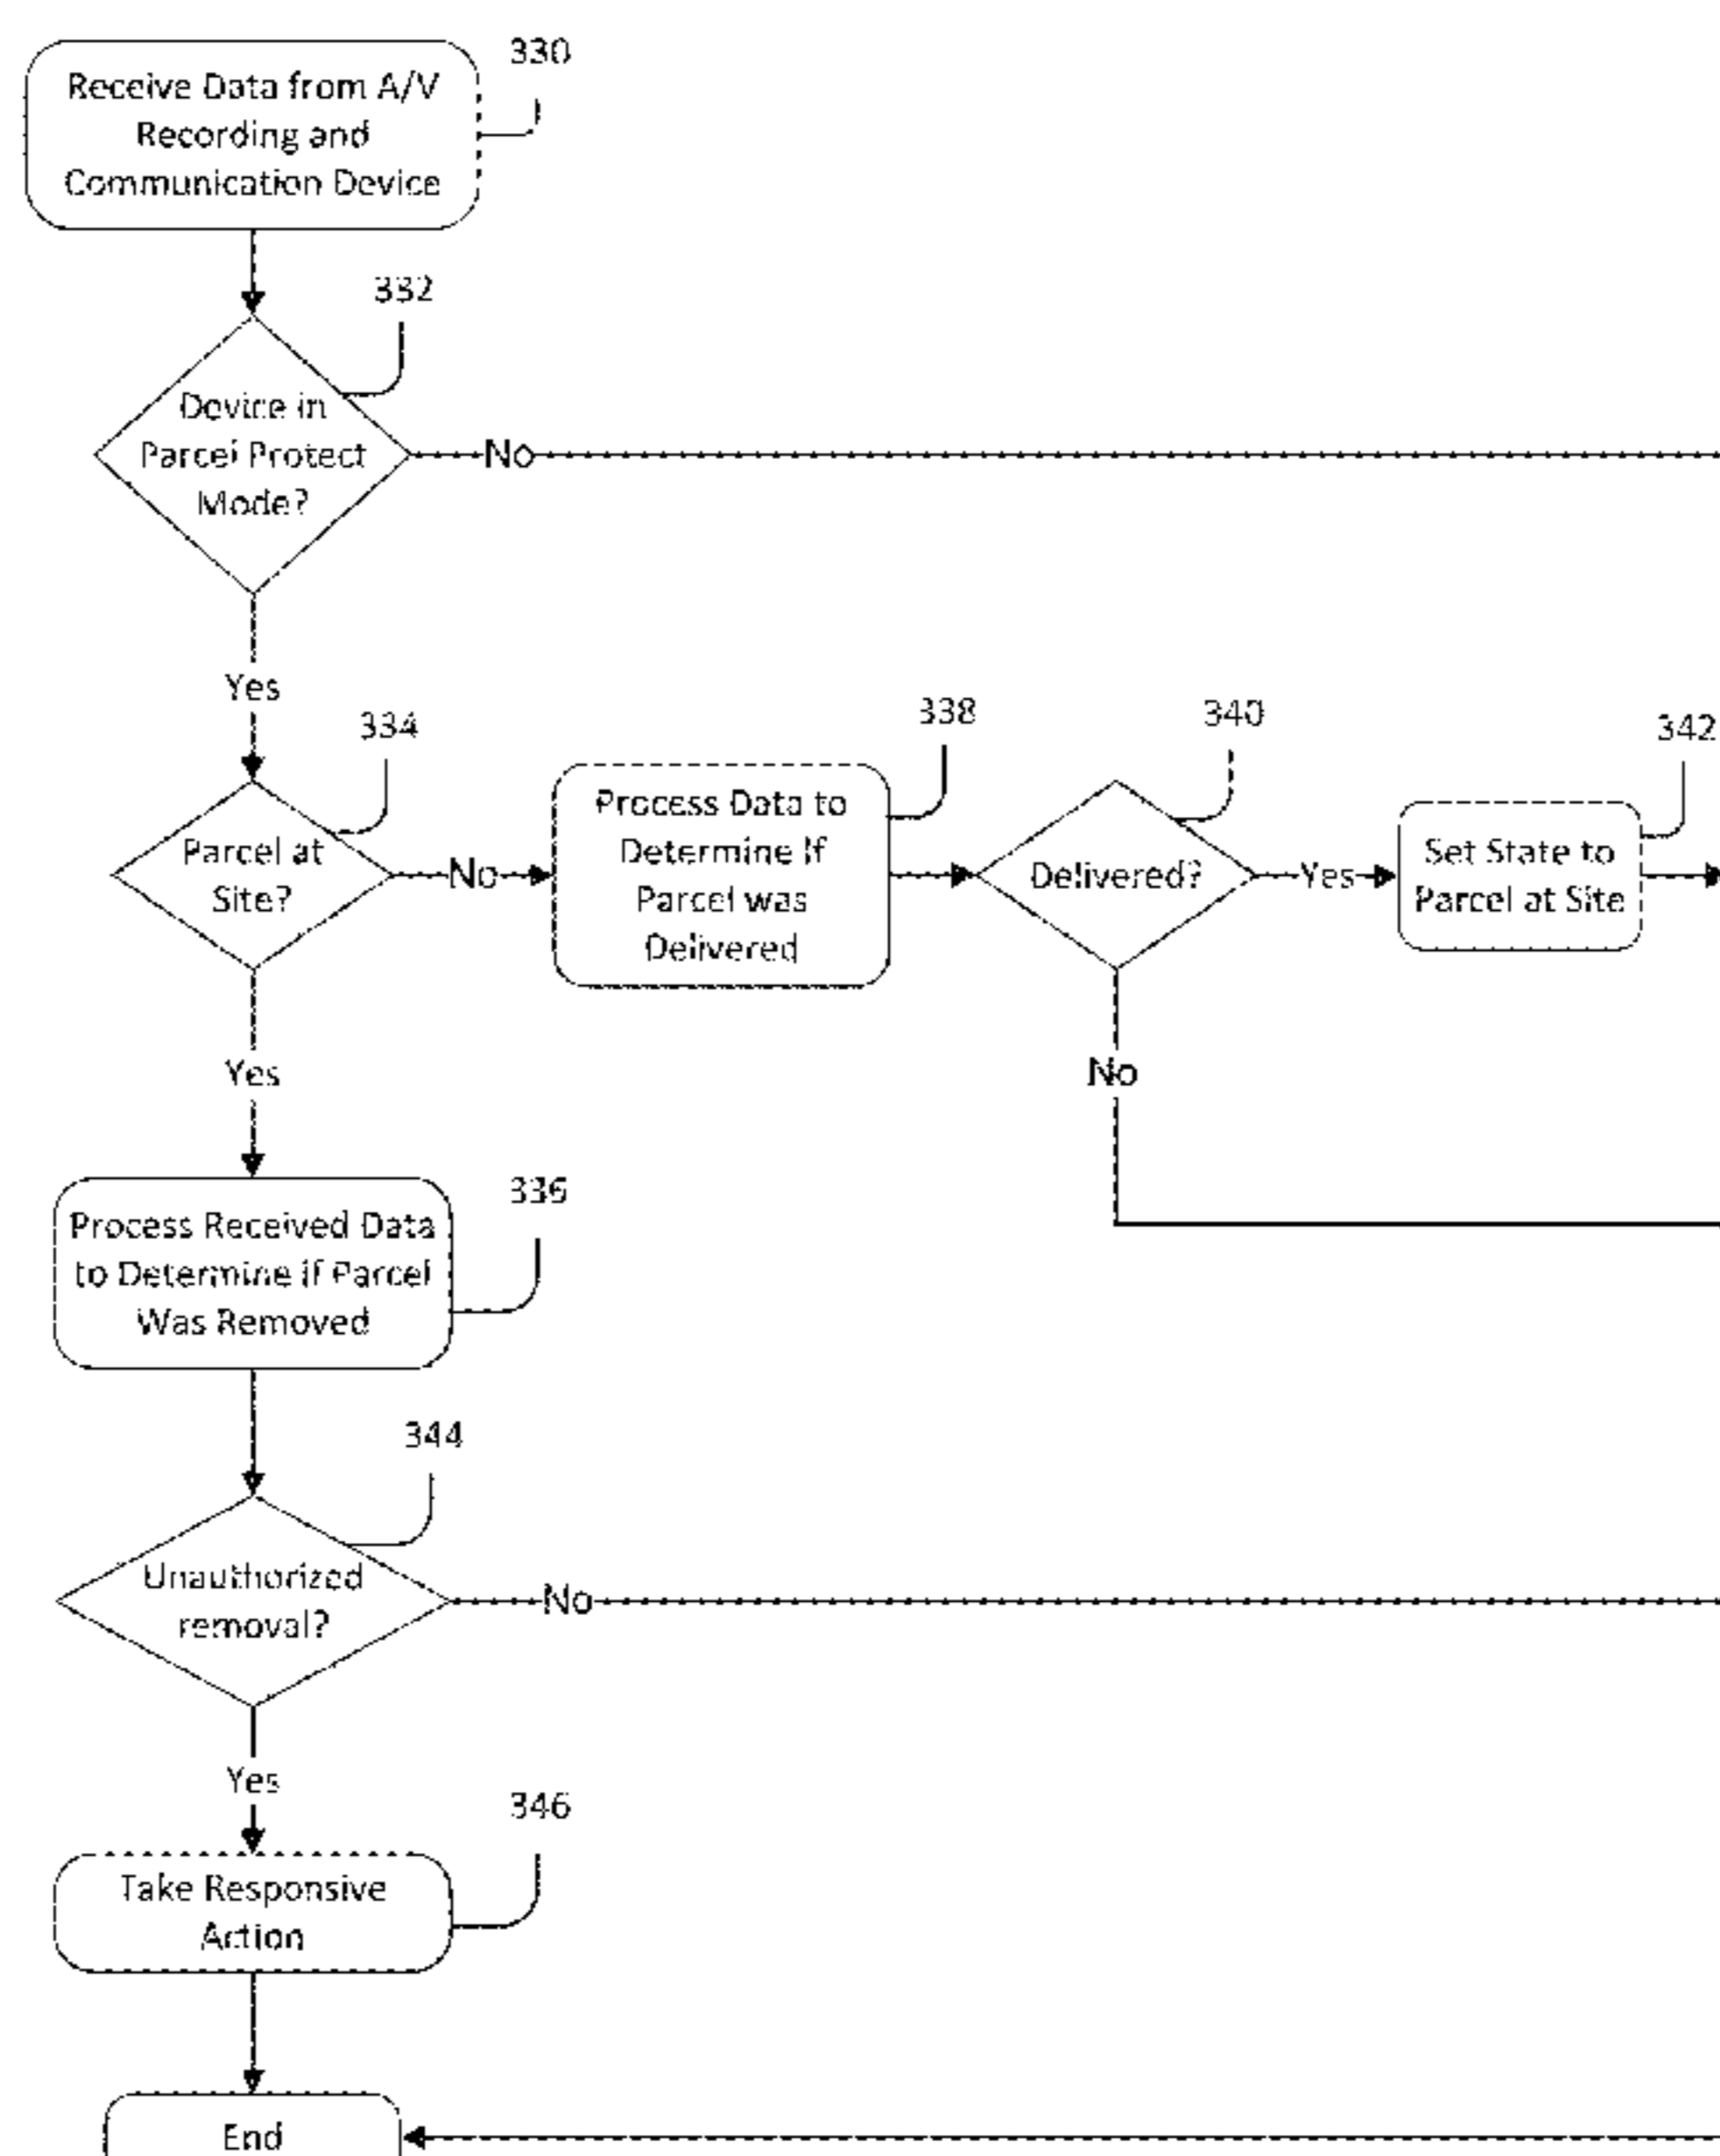 330
Receive Data from A/V
Recording and
Communication Device
332
Device in
Parcel Protect
Mode?
No
Yes
334
Parcel at
Site?
No
338
Process Data to
Determine If
Parcel was
Delivered
340
Delivered?
Yes
342
Set State to
Parcel at Site
Yes
No
336
Process Received Data
to Determine if Parcel
Was Removed
344
Unauthorized
removal?
No
Yes
346
Take Responsive
Action
End